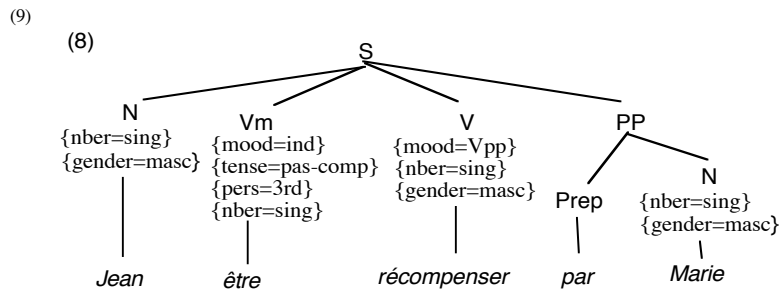 (9)
(8)
S
N Vm V PP
{nber=sing} {mood=ind} {mood=Vpp}
{gender=masc} {tense=pas-comp} {nber=sing} N
{pers=3rd} {gender=masc} Prep {nber=sing}
{nber=sing} {gender=masc}
Jean être récompenser par Marie